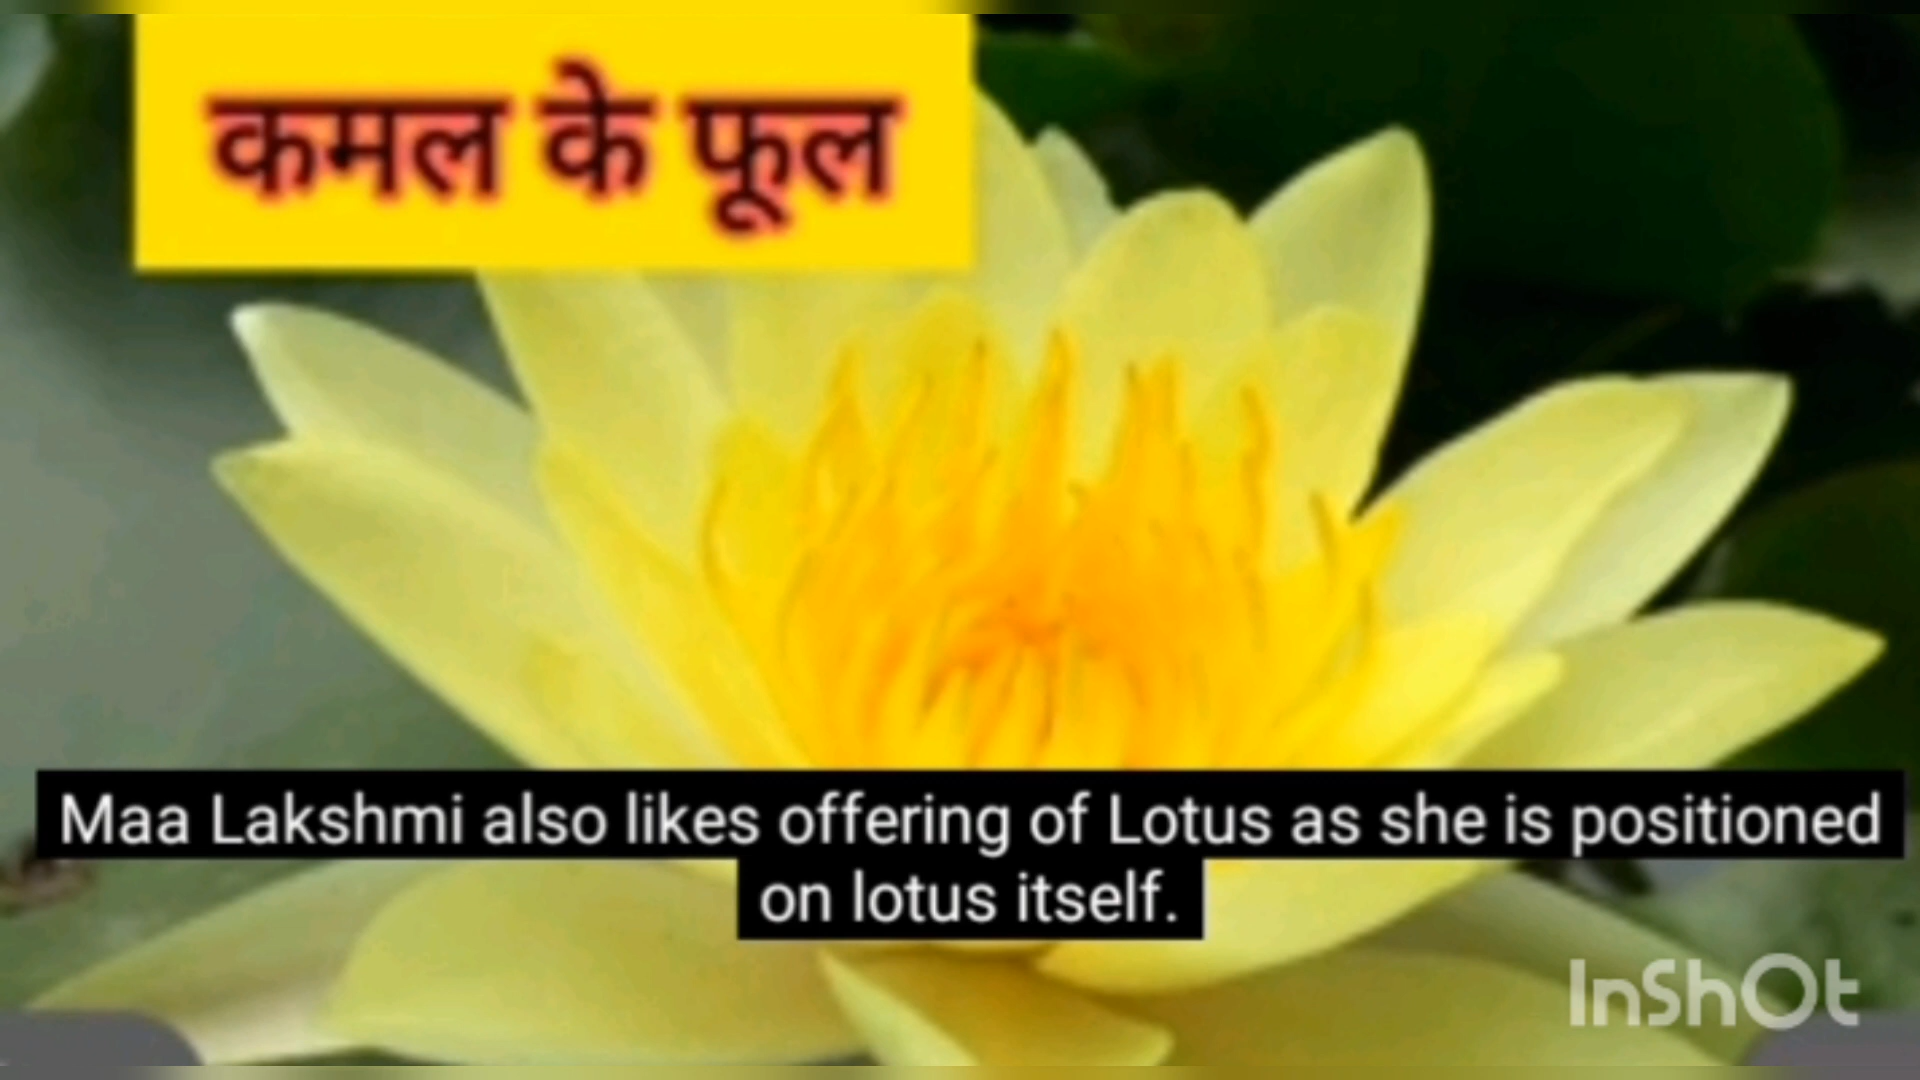 कमल के फूल
Maa Lakshmi also likes offering of Lotus as she is positioned
on lotus itself.
InShOt